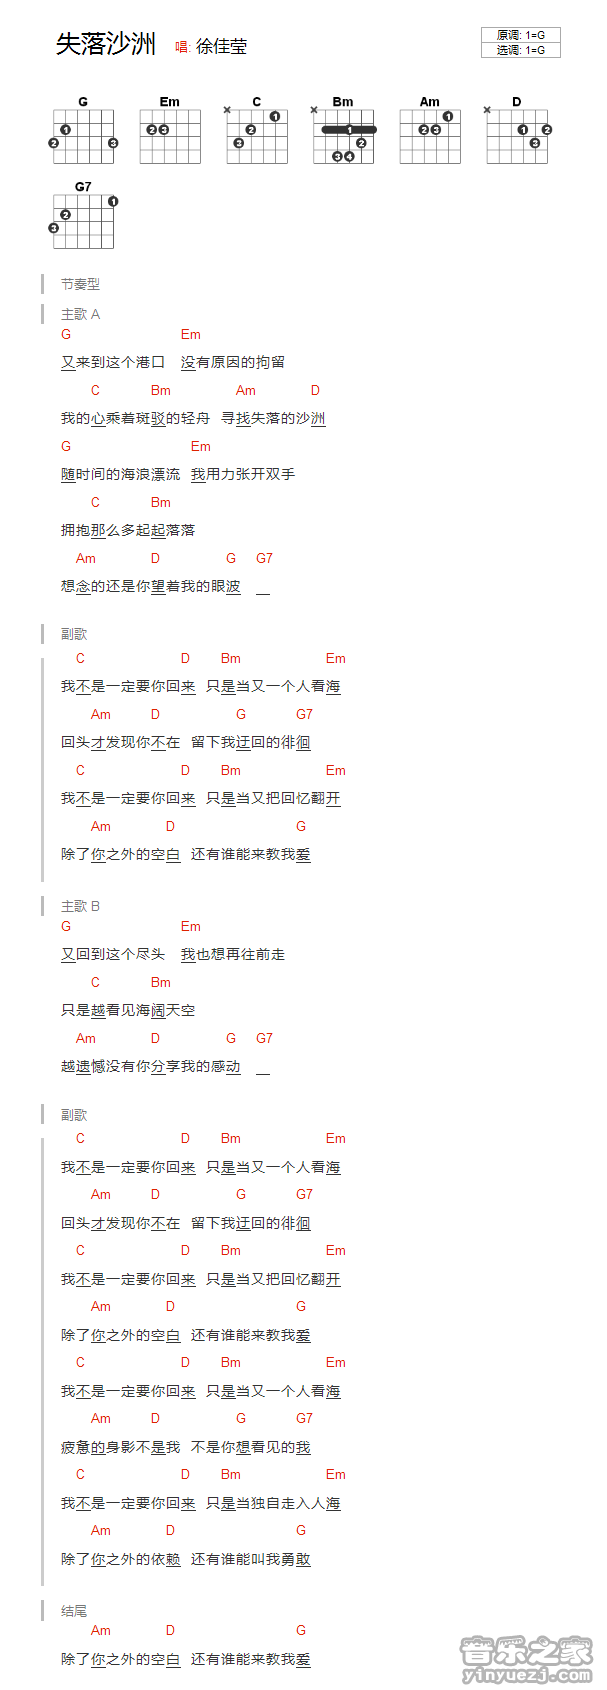 失落沙洲 唱: 徐佳莹
原调: 1=G
选调: 1=G
G Em C Bm Am D
G7
节奏型
主歌 A
G Em
又来到这个港口 没有原因的拘留
C Bm Am D
我的心乘着斑驳的轻舟 寻找失落的沙洲
G Em
随时间的海浪漂流 我用力张开双手
C Bm
拥抱那么多起起落落
Am D G G7
想念的还是你望着我的眼波
副歌
C D Bm Em
我不是一定要你回来 只是当又一个人看海
Am D G G7
回头才发现你不在 留下我迂回的徘徊
C D Bm Em
我不是一定要你回来 只是当又把回忆翻开
Am D G
除了你之外的空白 还有谁能来教我爱
主歌 B
G Em
又回到这个尽头 我也想再往前走
C Bm
只是越看见海阔天空
Am D G G7
越遗憾没有你分享我的感动
副歌
C D Bm Em
我不是一定要你回来 只是当又一个人看海
Am D G G7
回头才发现你不在 留下我迂回的徘徊
C D Bm Em
我不是一定要你回来 只是当又把回忆翻开
Am D G
除了你之外的空白 还有谁能来教我爱
C D Bm Em
我不是一定要你回来 只是当又一个人看海
Am D G G7
疲惫的身影不是我 不是你想看见的我
C D Bm Em
我不是一定要你回来 只是当独自走入人海
Am D G
除了你之外的依赖 还有谁能叫我勇敢
结尾
Am D G
除了你之外的空白 还有谁能来教我爱
音乐之家
yinyuezj.com